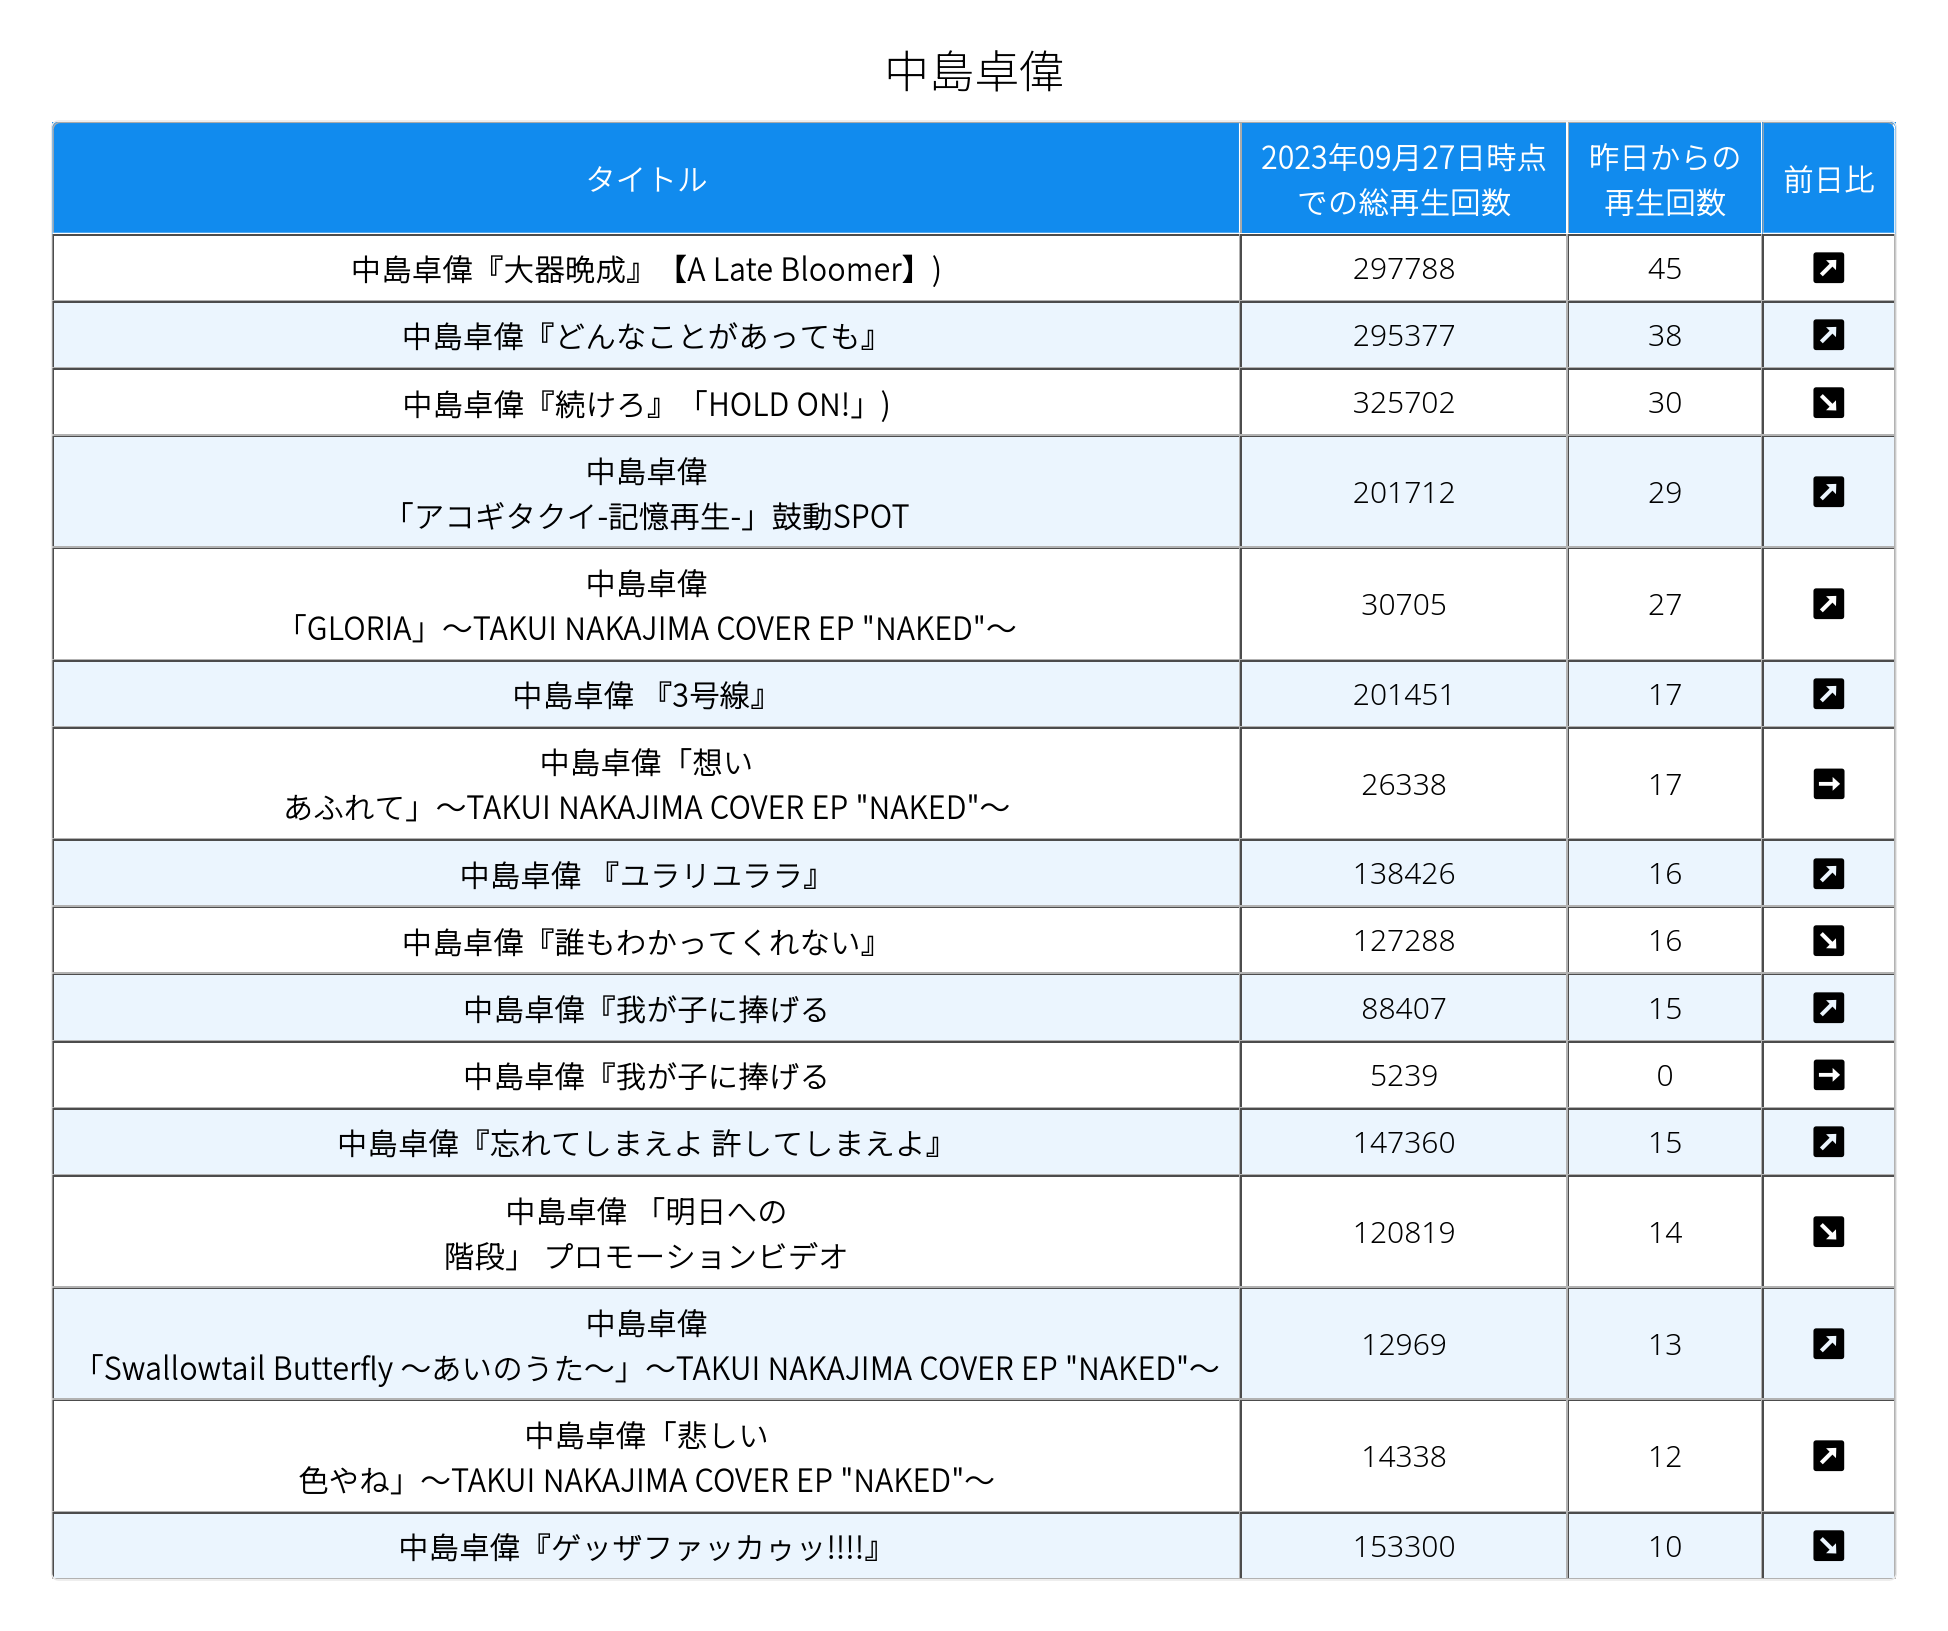 中島卓偉
タイトル
2023年09月27日時点
での総再生回数
昨日からの
再生回数
前日比
中島卓偉『大器晩成』【A Late Bloomer】)
297788
45
中島卓偉『どんなことがあっても』
295377
38
中島卓偉『続けろ』「HOLD ON!」)
325702
30
中島卓偉
「アコギタクイ-記憶再生-」鼓動SPOT
201712
29
中島卓偉
「GLORIA」〜TAKUI NAKAJIMA COVER EP "NAKED"〜
30705
27
中島卓偉 『3号線』
201451
17
中島卓偉「想い
あふれて」〜TAKUI NAKAJIMA COVER EP "NAKED"〜
26338
17
中島卓偉 『ユラリユララ』
138426
16
中島卓偉『誰もわかってくれない』
127288
16
中島卓偉『我が子に捧げる
88407
15
中島卓偉『我が子に捧げる
5239
0
中島卓偉『忘れてしまえよ 許してしまえよ』
147360
15
中島卓偉 「明日への
階段」 プロモーションビデオ
120819
14
中島卓偉
「Swallowtail Butterfly 〜あいのうた〜」〜TAKUI NAKAJIMA COVER EP "NAKED"〜
12969
13
中島卓偉「悲しい
色やね」〜TAKUI NAKAJIMA COVER EP "NAKED"〜
14338
12
中島卓偉『ゲッザファッカゥッ!!!!』
153300
10